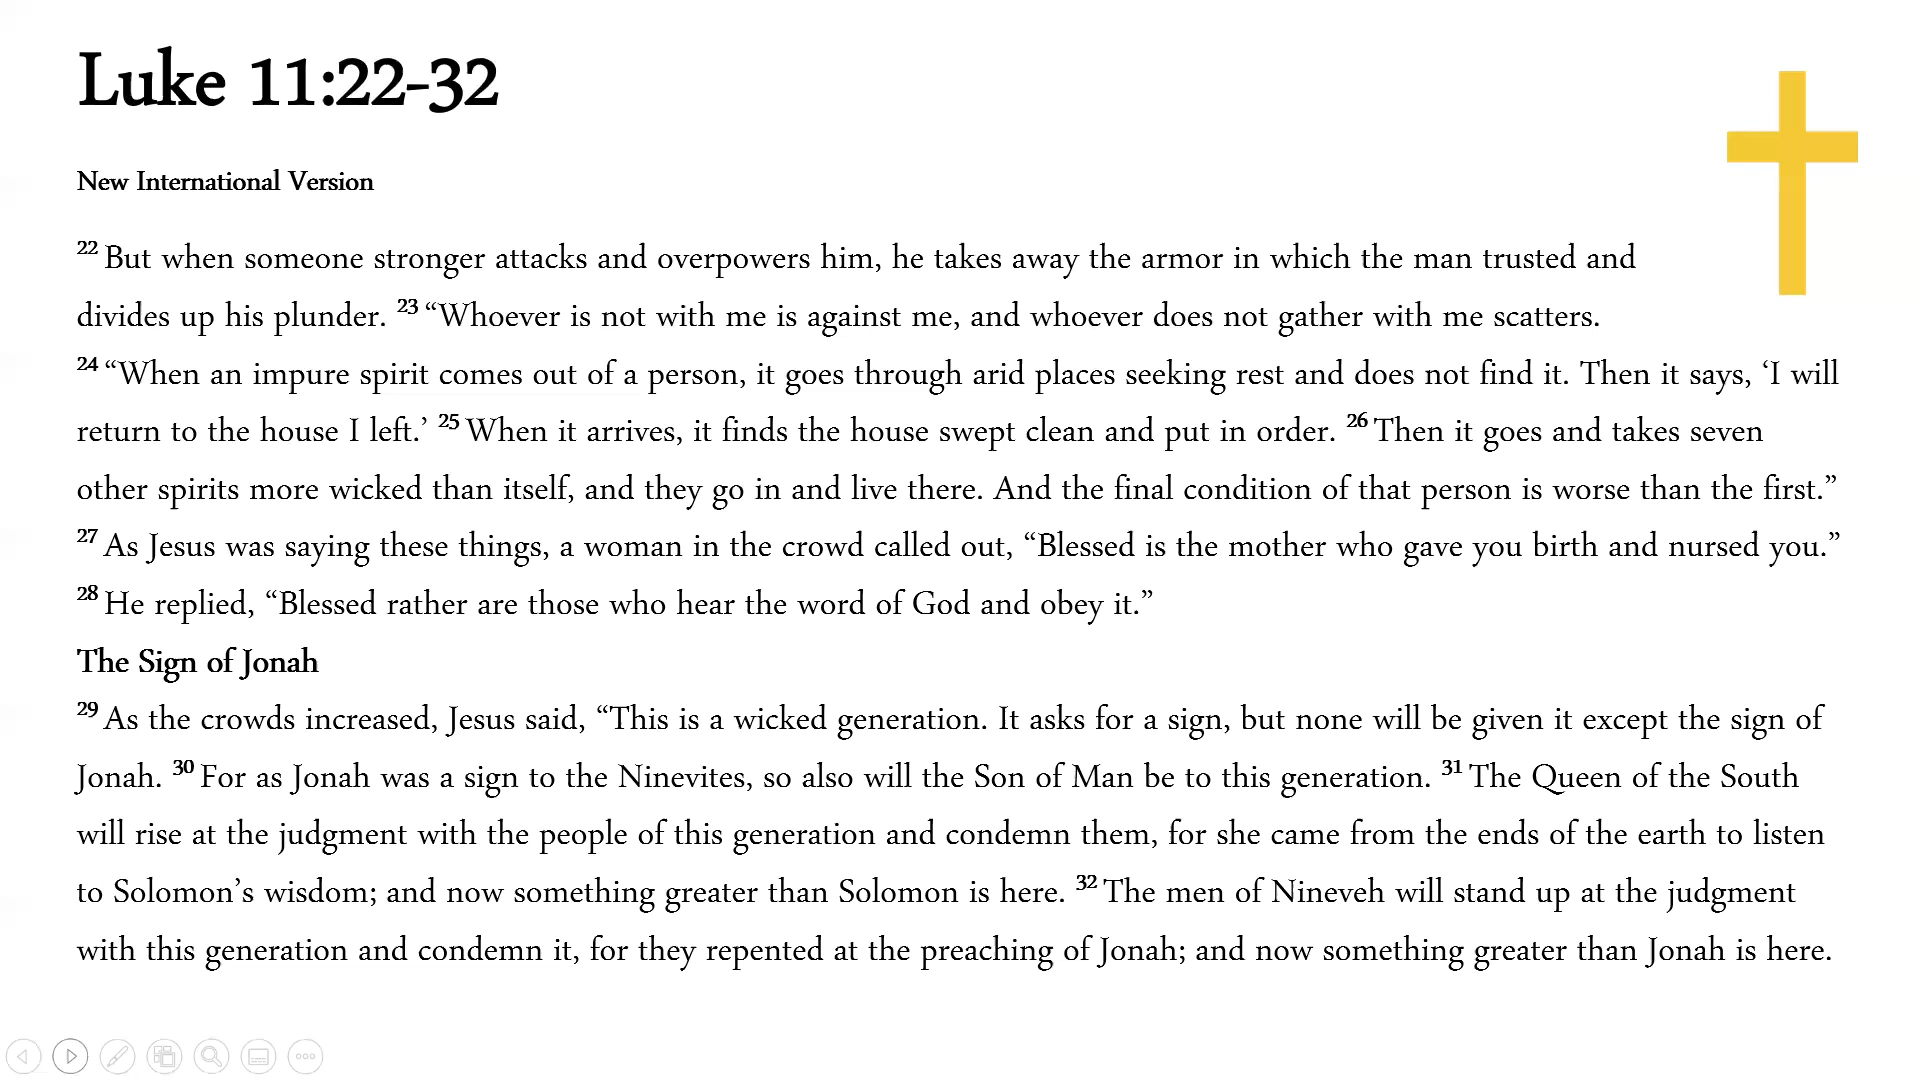 Luke 11:22-32
New International Version
22 But when someone stronger attacks and overpowers him, he takes away the armor in which the man trusted and
divides up his plunder. 23 “Whoever is not with me is against me, and whoever does not gather with me scatters.
24 “When an impure spirit comes out of a person, it goes through arid places seeking rest and does not find it. Then it says, ‘I will
return to the house I left.’ 25 When it arrives, it finds the house swept clean and put in order. 26 Then it goes and takes seven
other spirits more wicked than itself, and they go in and live there. And the final condition of that person is worse than the first.”
27 As Jesus was saying these things, a woman in the crowd called out, “Blessed is the mother who gave you birth and nursed you.”
28 He replied, “Blessed rather are those who hear the word of God and obey it.”
The Sign of Jonah
29 As the crowds increased, Jesus said, “This is a wicked generation. It asks for a sign, but none will be given it except the sign of
Jonah. 30 For as Jonah was a sign to the Ninevites, so also will the Son of Man be to this generation. 31 The Queen of the South
will rise at the judgment with the people of this generation and condemn them, for she came from the ends of the earth to listen
to Solomon’s wisdom; and now something greater than Solomon is here. 32 The men of Nineveh will stand up at the judgment
with this generation and condemn it, for they repented at the preaching of Jonah; and now something greater than Jonah is here.